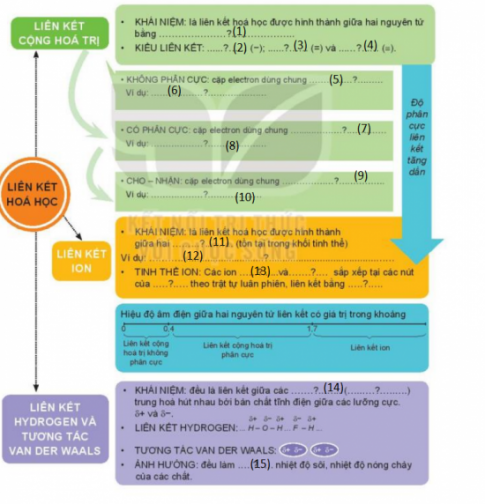 LIÊN KẾT
CỘNG HOÁ TRỊ
• KHÁI NIỆM: là liên kết hoá học được hình thành giữa hai nguyên tử
bằng ......................?(1)...................
• KIỂU LIÊN KẾT: .....?. (2) (−); .....?. (3) (=) và ......?. (4) (≡).
• KHÔNG PHÂN CỰC: cặp electron dùng chung ........ (5) ....?.........
Ví dụ: .... (6) ..........?...................
• CÓ PHÂN CỰC: cặp electron dùng chung ..................?.... (7) .......
Ví dụ: ......................?(8)...................
• CHO – NHẬN: cặp electron dùng chung ................?...... (9) ........
Ví dụ: ......................?(10)...................
Độ
phân
cực
liên
kết
tăng
dần
LIÊN KẾT
HOÁ HỌC
LIÊN KẾT
ION
• KHÁI NIỆM: là liên kết hoá học được hình thành
giữa hai ........?. (11). (tồn tại trong khối tinh thể)
Ví dụ: ...... (12) ..............?......................
• TINH THỂ ION: Các ion .... (13) ...và.......?.... sắp xếp tại các nút
của .....?..... theo trật tự luân phiên, liên kết bằng .....?.....
KẾT NỐI TRI THỨC
VỚI CUỘC SỐNG
Hiệu độ âm điện giữa hai nguyên tử liên kết có giá trị trong khoảng
0 0,4 1,7
Liên kết cộng
hoá trị không
phân cực
Liên kết cộng hoá trị
phân cực
Liên kết ion
LIÊN KẾT
HYDROGEN VÀ
TƯƠNG TÁC
VAN DER WAALS
• KHÁI NIỆM: đều là liên kết giữa các .......?. (14) (.........?.........)
trung hoà hút nhau bởi bản chất tĩnh điện giữa các lưỡng cực.
δ+ và δ−.
δ+ δ− δ+ δ− δ+
• LIÊN KẾT HYDROGEN: .. H – O – H ... F – H ...
• TƯƠNG TÁC VAN DER WAALS: δ+ δ− δ+ δ−
• ẢNH HƯỞNG: đều làm .... (15). nhiệt độ sôi, nhiệt độ nóng chảy
của các chất.